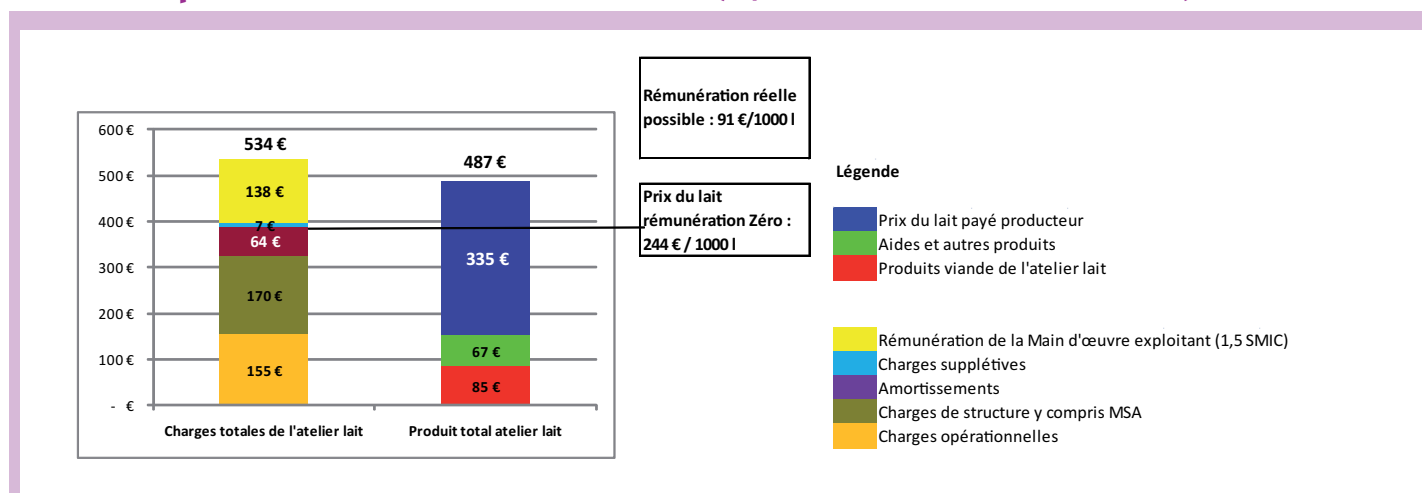 Rémunération réelle
possible : 91 €/1000 l
600 €
500 €
400 €
300 €
200 €
100 €
- €
534 €
138 €
7 €
64 €
170 €
155 €
487 €
335 €
67 €
85 €
Charges totales de l'atelier lait
Produit total atelier lait
Prix du lait
rémunération Zéro :
244 € / 1000 l
Légende
Prix du lait payé producteur
Aides et autres produits
Produits viande de l'atelier lait
Rémunération de la Main d'œuvre exploitant (1,5 SMIC)
Charges supplétives
Amortissements
Charges de structure y compris MSA
Charges opérationnelles